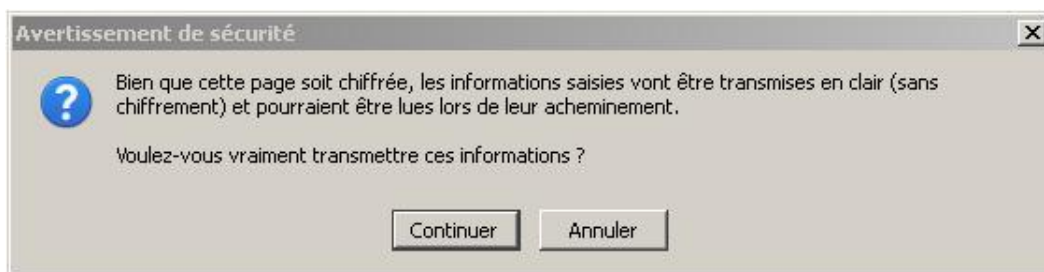 Avertissement de sécurité
Bien que cette page soit chiffrée, les informations saisies vont être transmises en clair (sans
chiffrement) et pourraient être lues lors de leur acheminement.
Voulez-vous vraiment transmettre ces informations ?
Continuer Annuler